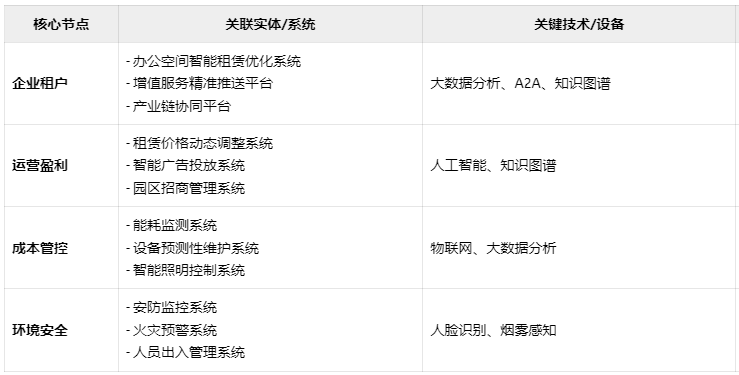 核心节点 关联实体/系统 关键技术/设备
企业租户
- 办公空间智能租赁优化系统
- 增值服务精准推送平台
- 产业链协同平台
大数据分析、A2A、知识图谱
运营盈利
- 租赁价格动态调整系统
- 智能广告投放系统
- 园区招商管理系统
人工智能、知识图谱
成本管控
- 能耗监测系统
- 设备预测性维护系统
- 智能照明控制系统
物联网、大数据分析
环境安全
- 安防监控系统
- 火灾预警系统
- 人员出入管理系统
人脸识别、烟雾感知